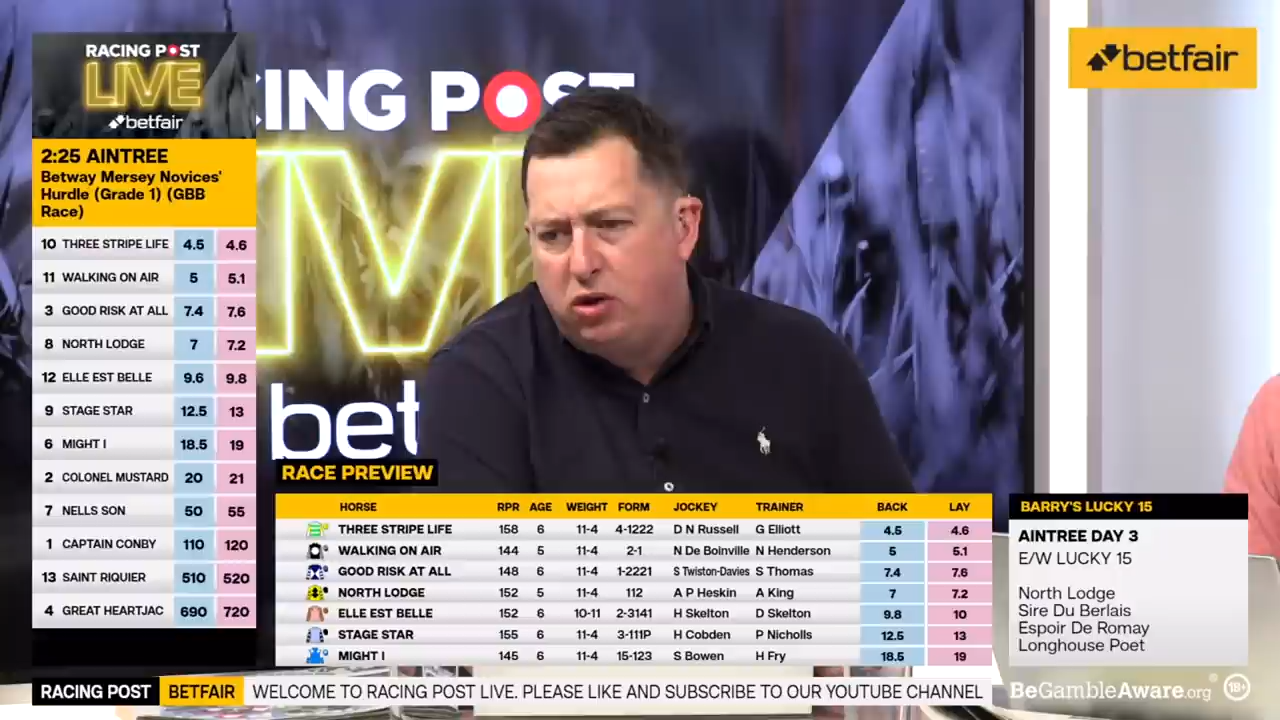 RACING POST
LIVE
betfair
2:25 AINTREE
Betway Mersey Novices'
Hurdle (Grade 1) (GBB
Race)
10 THREE STRIPE LIFE 4.5 4.6
11 WALKING ON AIR 5 5.1
3 GOOD RISK AT ALL 7.4 7.6
8 NORTH LODGE 7 7.2
12 ELLE EST BELLE 9.6 9.8
9 STAGE STAR 12.5 13
6 MIGHT I 18.5 19
2 COLONEL MUSTARD 20 21
7 NELLS SON 50 55
1 CAPTAIN CONBY 110 120
13 SAINT RIQUIER 510 520
4 GREAT HEARTJAC 690 720
CING POST
bet
betfair
RACE PREVIEW
HORSE RPR AGE WEIGHT FORM JOCKEY TRAINER BACK LAY
THREE STRIPE LIFE 158 6 11-4 4-1222 D N Russell G Elliott 4.5 4.6
WALKING ON AIR 144 5 11-4 2-1 N De Boinville N Henderson 5 5.1
GOOD RISK AT ALL 148 6 11-4 1-2221 S Twiston-Davies S Thomas 7.4 7.6
NORTH LODGE 152 5 11-4 112 A P Heskin A King 7 7.2
ELLE EST BELLE 152 6 10-11 2-3141 H Skelton D Skelton 9.8 10
STAGE STAR 155 6 11-4 3-111P H Cobden P Nicholls 12.5 13
MIGHT I 145 6 11-4 15-123 S Bowen H Fry 18.5 19
BARRY'S LUCKY 15
AINTREE DAY 3
E/W LUCKY 15
North Lodge
Sire Du Berlais
Espoir De Romay
Longhouse Poet
RACING POST BETFAIR WELCOME TO RACING POST LIVE. PLEASE LIKE AND SUBSCRIBE TO OUR YOUTUBE CHANNEL
BeGambleAware.org 18+